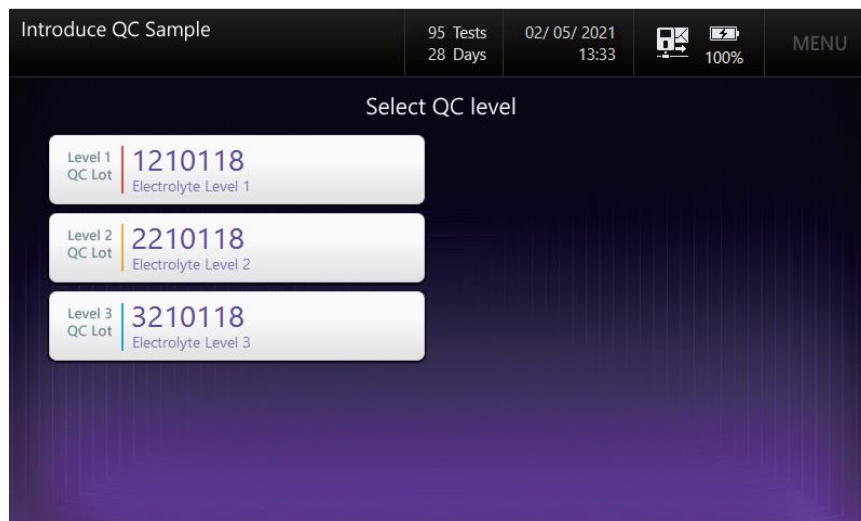 Introduce QC Sample
95 Tests
28 Days
02/ 05/ 2021
13:33
100%
MENU
Select QC level
Level 1
QC Lot
1210118
Electrolyte Level 1
Level 2
QC Lot
2210118
Electrolyte Level 2
Level 3
QC Lot
3210118
Electrolyte Level 3